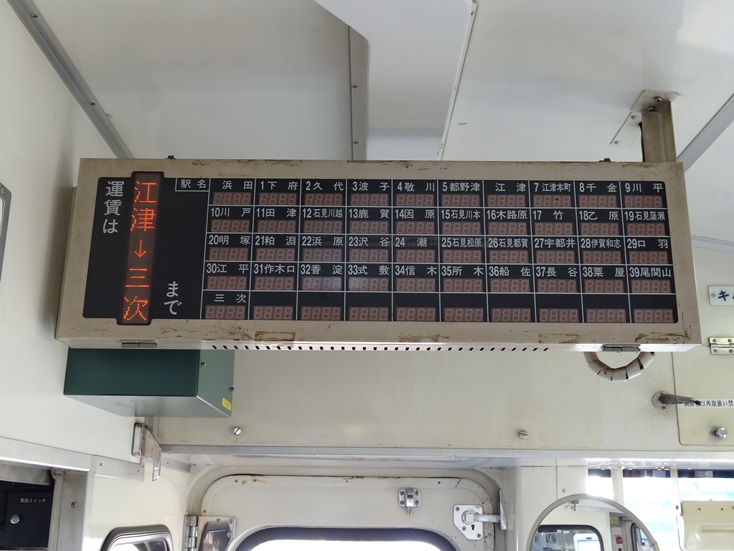 運賃は
江津→三次
まで
駅名 浜田 1下府 2久代 3波子 4敬川 5都野津 江津 7江津本町 8千金 9川平
10川戸 11田津 12石見川越 13鹿賀 14因原 15石見川本 16木路原 17竹 18乙原 19石見簗瀬
20明塚 21粕淵 22浜原 23沢谷 24潮 25石見松原 26石見都賀 27宇都井 28伊賀和志 29口羽
30江平 31作木口 32香淀 33式敷 34信木 35所木 36船佐 37長谷 38粟屋 39尾関山
三次